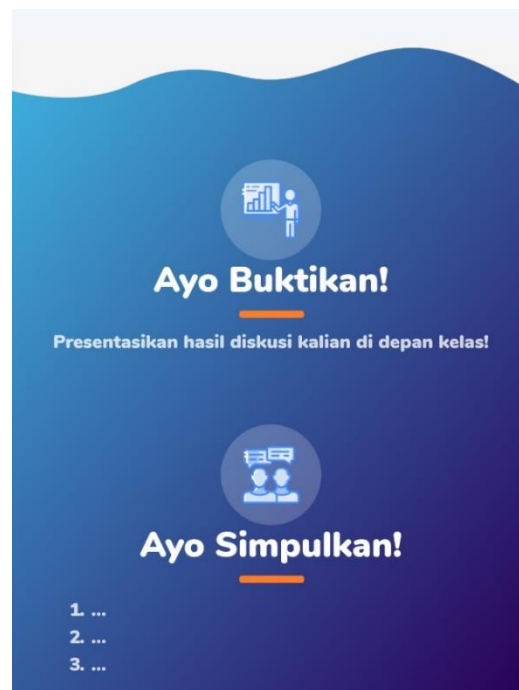 Ayo Buktikan!
Presentasikan hasil diskusi kalian di depan kelas!
Ayo Simpulkan!
1. ...
2. ...
3. ...